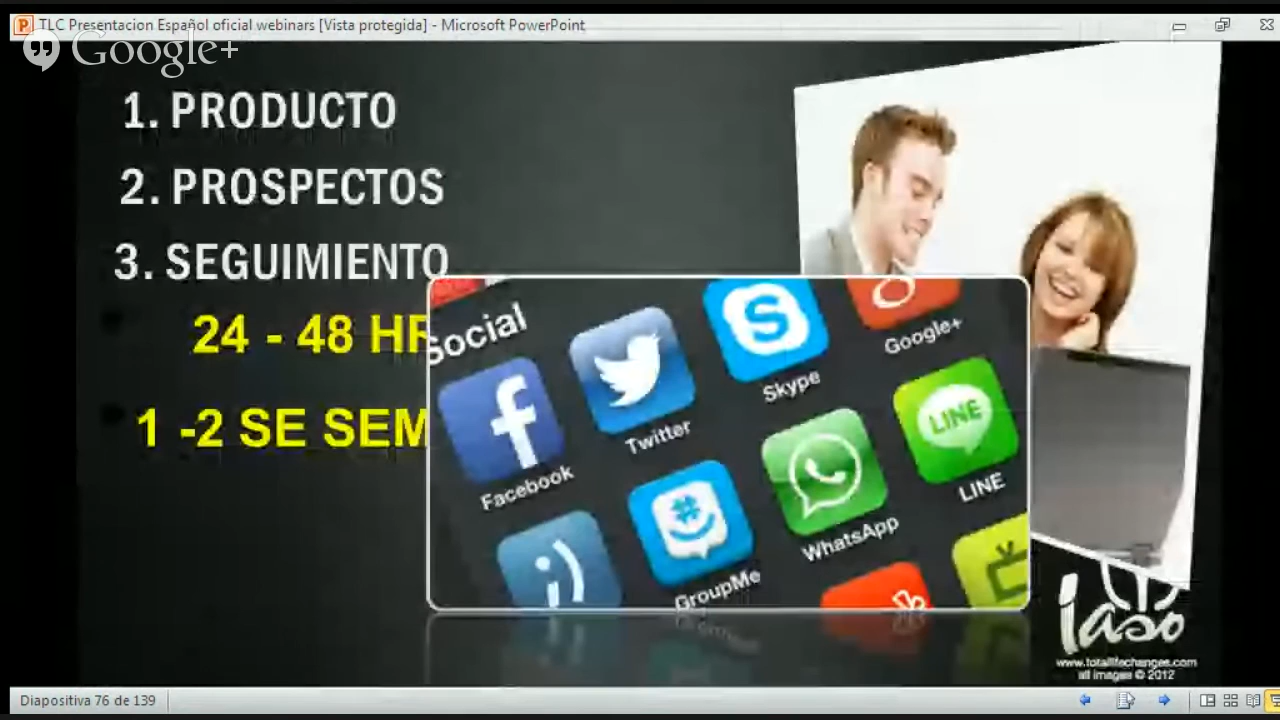 TLC Presentacion Español oficial webinars [Vista protegida] - Microsoft PowerPoint
Google+
1. PRODUCTO
2. PROSPECTOS
3. SEGUIMIENTO
24 - 48 HR
1 -2 SE SEM
Social
Google+
Skype
Twitter
Facebook
LINE
LINE
WhatsApp
GroupMe
iaso
www.totallifechanges.com
all images © 2012
Diapositiva 76 de 139